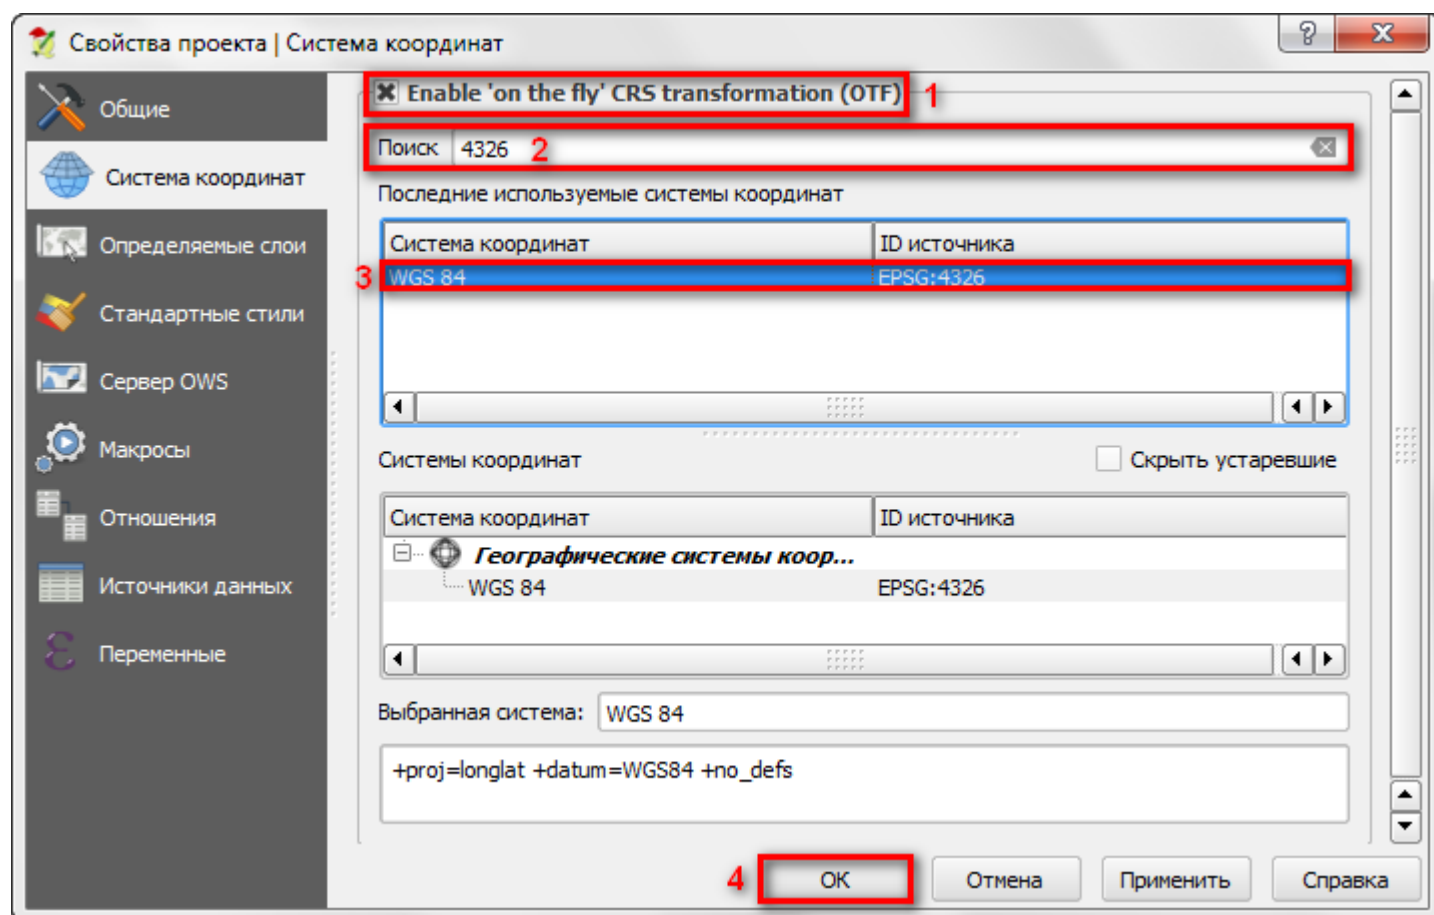 Свойства проекта | Система координат
Общие
Система координат
Определяемые слои
Стандартные стили
Сервер OWS
Макросы
Отношения
Источники данных
Переменные
Enable 'on the fly' CRS transformation (OTF) 1
Поиск 4326 2
Последние используемые системы координат
Система координат ID источника
3 WGS 84 EPSG:4326
Системы координат Скрыть устаревшие
Система координат ID источника
Географические системы коор...
WGS 84 EPSG:4326
Выбранная система: WGS 84
+proj=longlat +datum=WGS84 +no_defs
4 ОК Отмена Применить Справка